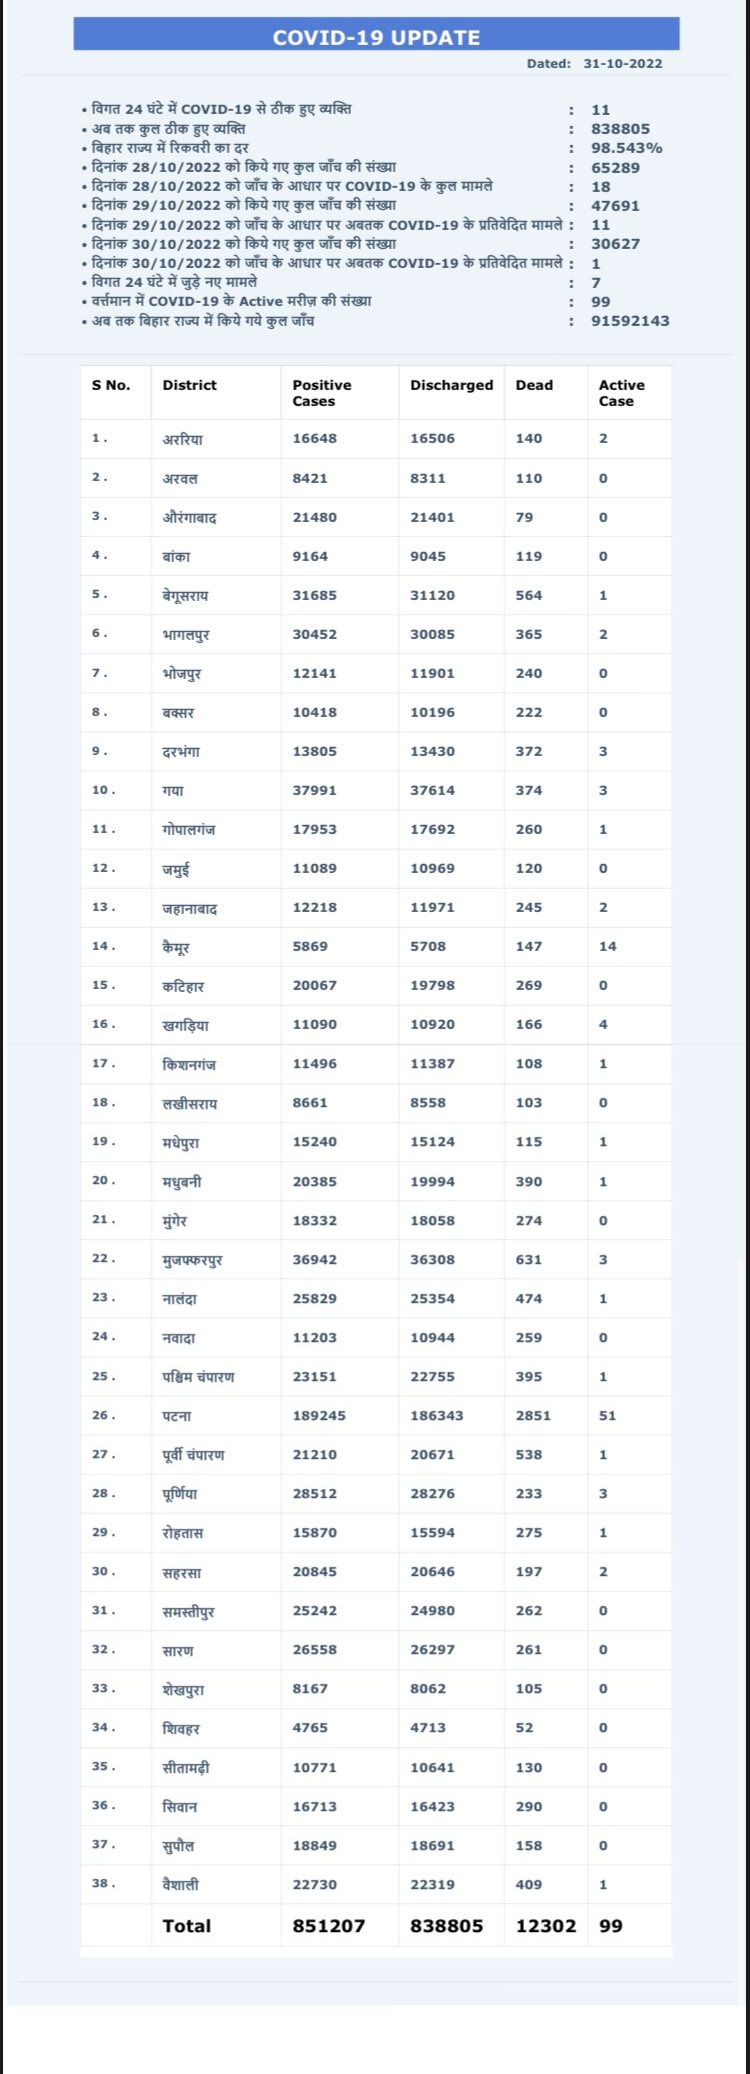 COVID-19 UPDATE
Dated: 31-10-2022
• विगत 24 घंटे में COVID-19 से ठीक हुए व्यक्ति : 11
• अब तक कुल ठीक हुए व्यक्ति : 838805
• बिहार राज्य में रिकवरी का दर : 98.543%
• दिनांक 28/10/2022 को किये गए कुल जाँच की संख्या : 65289
• दिनांक 28/10/2022 को जाँच के आधार पर COVID-19 के कुल मामले : 18
• दिनांक 29/10/2022 को किये गए कुल जाँच की संख्या : 47691
• दिनांक 29/10/2022 को जाँच के आधार पर अबतक COVID-19 के प्रतिवेदित मामले : 11
• दिनांक 30/10/2022 को किये गए कुल जाँच की संख्या : 30627
• दिनांक 30/10/2022 को जाँच के आधार पर अबतक COVID-19 के प्रतिवेदित मामले : 1
• विगत 24 घंटे में जुड़े नए मामले : 7
• वर्त्तमान में COVID-19 के Active मरीज़ की संख्या : 99
• अब तक बिहार राज्य में किये गये कुल जाँच : 91592143
S No. District Positive Cases Discharged Dead Active Case
1 . अररिया 16648 16506 140 2
2 . अरवल 8421 8311 110 0
3 . औरंगाबाद 21480 21401 79 0
4 . बांका 9164 9045 119 0
5 . बेगूसराय 31685 31120 564 1
6 . भागलपुर 30452 30085 365 2
7 . भोजपुर 12141 11901 240 0
8 . बक्सर 10418 10196 222 0
9 . दरभंगा 13805 13430 372 3
10 . गया 37991 37614 374 3
11 . गोपालगंज 17953 17692 260 1
12 . जमुई 11089 10969 120 0
13 . जहानाबाद 12218 11971 245 2
14 . कैमूर 5869 5708 147 14
15 . कटिहार 20067 19798 269 0
16 . खगड़िया 11090 10920 166 4
17 . किशनगंज 11496 11387 108 1
18 . लखीसराय 8661 8558 103 0
19 . मधेपुरा 15240 15124 115 1
20 . मधुबनी 20385 19994 390 1
21 . मुंगेर 18332 18058 274 0
22 . मुजफ्फरपुर 36942 36308 631 3
23 . नालंदा 25829 25354 474 1
24 . नवादा 11203 10944 259 0
25 . पश्चिम चंपारण 23151 22755 395 1
26 . पटना 189245 186343 2851 51
27 . पूर्वी चंपारण 21210 20671 538 1
28 . पूर्णिया 28512 28276 233 3
29 . रोहतास 15870 15594 275 1
30 . सहरसा 20845 20646 197 2
31 . समस्तीपुर 25242 24980 262 0
32 . सारण 26558 26297 261 0
33 . शेखपुरा 8167 8062 105 0
34 . शिवहर 4765 4713 52 0
35 . सीतामढ़ी 10771 10641 130 0
36 . सिवान 16713 16423 290 0
37 . सुपौल 18849 18691 158 0
38 . वैशाली 22730 22319 409 1
Total 851207 838805 12302 99